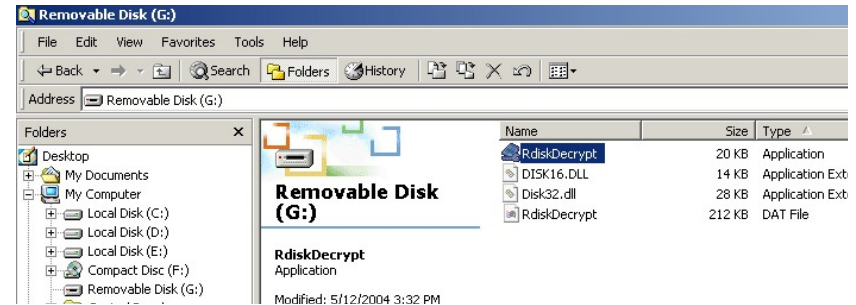 Removable Disk (G:)
File Edit View Favorites Tools Help
Back Search Folders History
Address Removable Disk (G:)
Folders x
Desktop
My Documents
My Computer
Local Disk (C:)
Local Disk (D:)
Local Disk (E:)
Compact Disc (F:)
Removable Disk (G:)
Removable Disk
(G:)
RdiskDecrypt
Application
Modified: 5/12/2004 3:32 PM
Name Size Type
RdiskDecrypt 20 KB Application
DISK16.DLL 14 KB Application Exte
Disk32.dll 28 KB Application Exte
RdiskDecrypt 212 KB DAT File